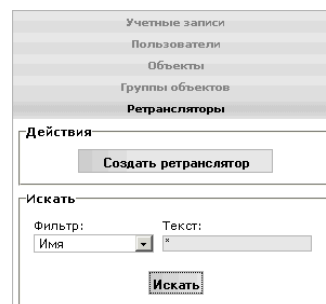 Учетные записи
Пользователи
Объекты
Группы объектов
Ретрансляторы
Действия
Создать ретранслятор
Искать
Фильтр: Текст:
Имя *
Искать